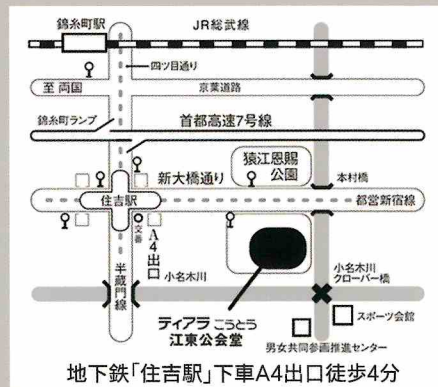 錦糸町駅
JR総武線
四ツ目通り
至 両国
京葉道路
錦糸町ランプ
首都高速7号線
猿江恩賜
公園
新大橋通り
本村橋
住吉駅
都営新宿線
交番
A4出口
半蔵門線
小名木川
小名木川
クローバー橋
ティアラこうとう
江東公会堂
スポーツ会館
男女共同参画推進センター
地下鉄「住吉駅」下車A4出口徒歩4分